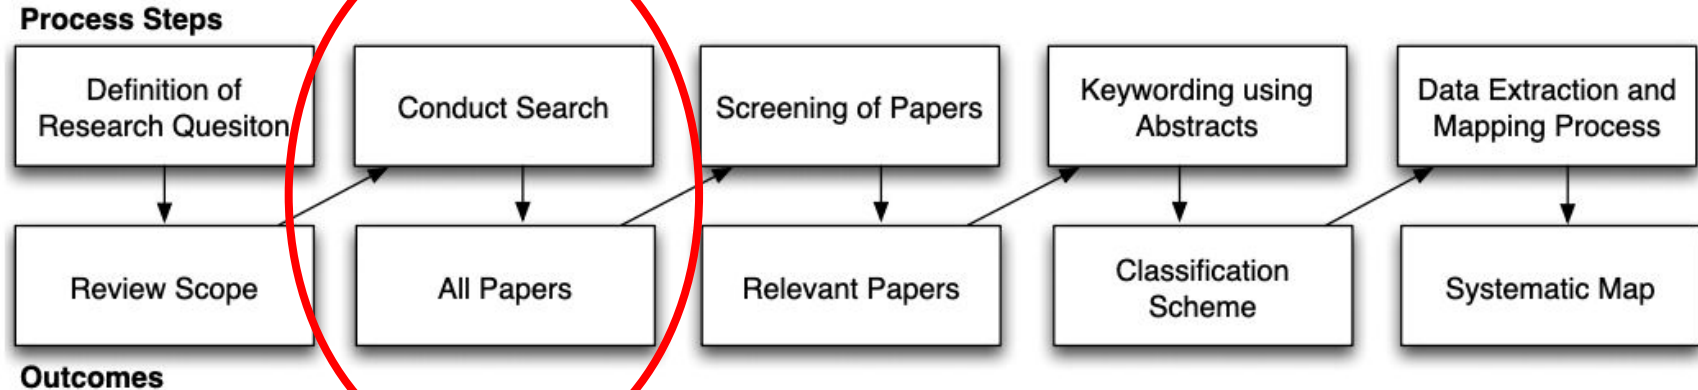 Process Steps
Definition of
Research Quesiton
Conduct Search
Screening of Papers
Keywording using
Abstracts
Data Extraction and
Mapping Process
Review Scope
All Papers
Relevant Papers
Classification
Scheme
Systematic Map
Outcomes